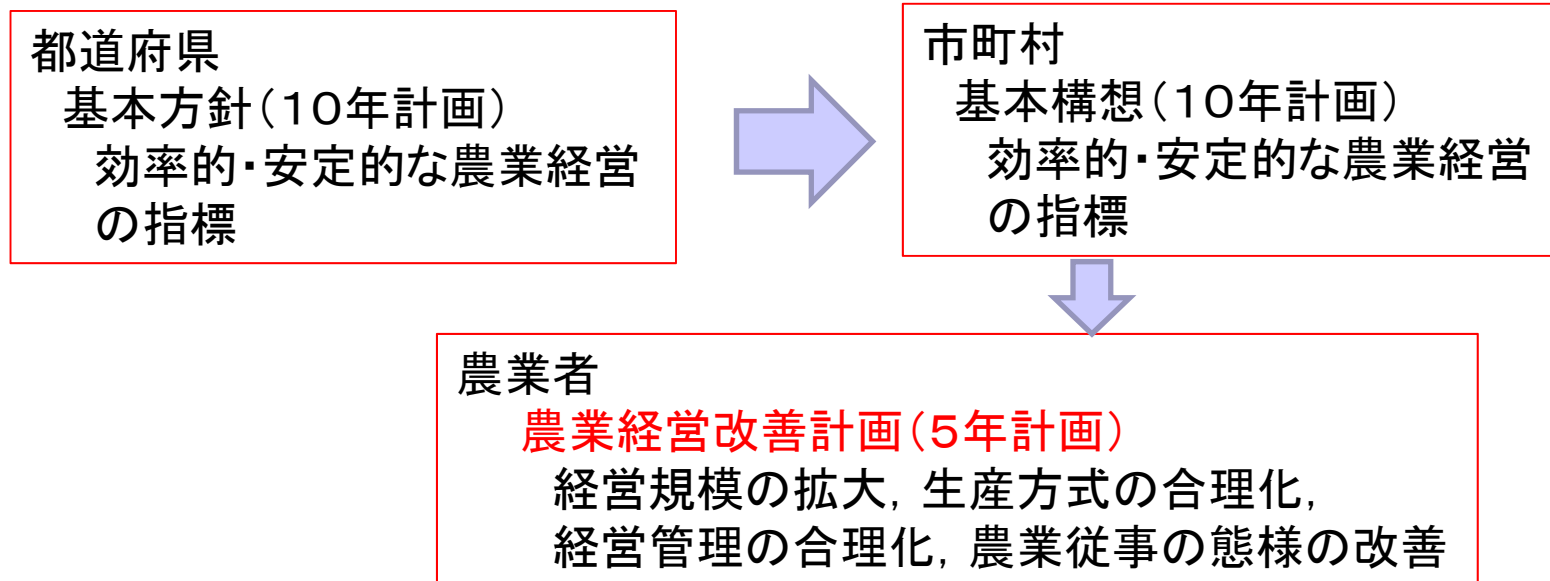 都道府県
基本方針(１０年計画)
効率的・安定的な農業経営
の指標
市町村
基本構想(１０年計画)
効率的・安定的な農業経営
の指標
農業者
農業経営改善計画(５年計画)
経営規模の拡大，生産方式の合理化，
経営管理の合理化，農業従事の態様の改善